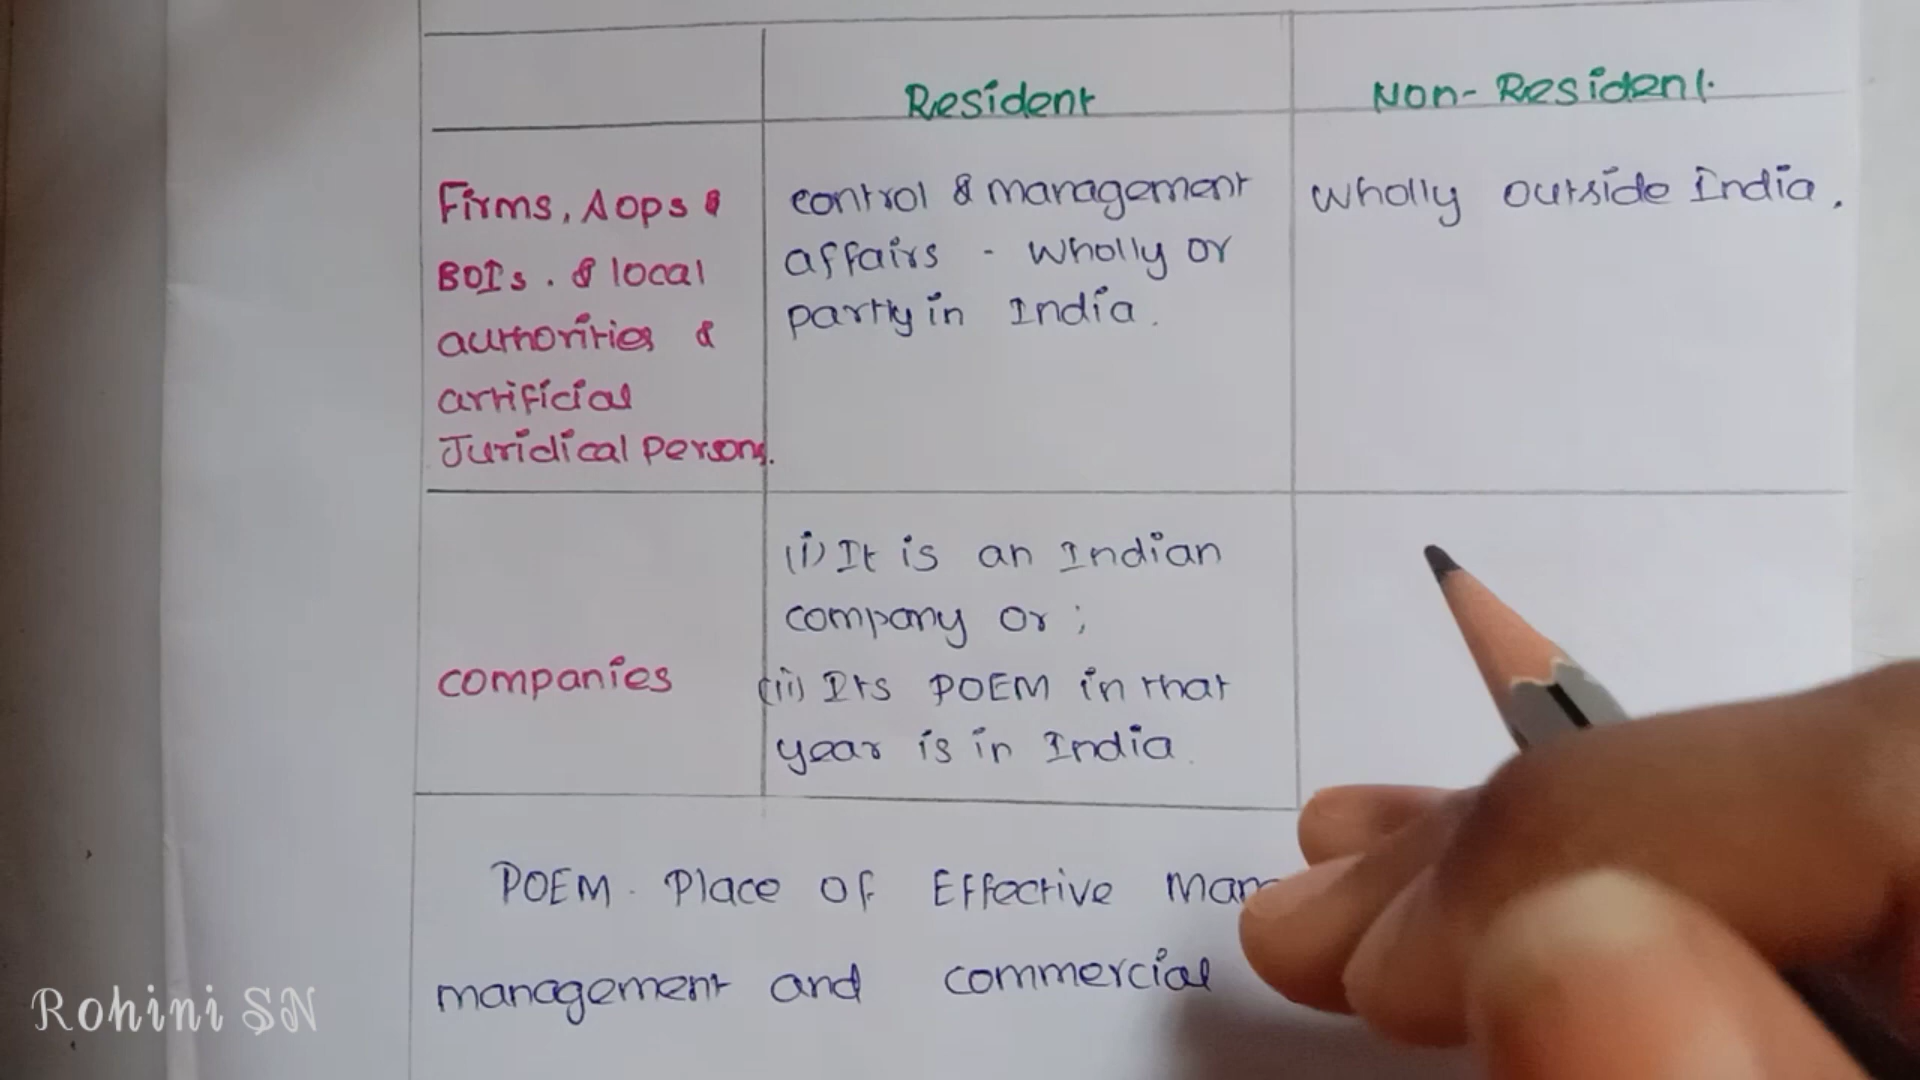 Resident
Non-Resident.
Firms, Aops &
BOIs. & local
authorities &
artificial
Juridical Persons.
control & management
affairs - wholly or
partly in India.
wholly outside India.
companies
(i) It is an Indian
company or ;
(ii) Its POEM in that
year is in India.
POEM. Place OF Effective
management and commercial
Rohini SN